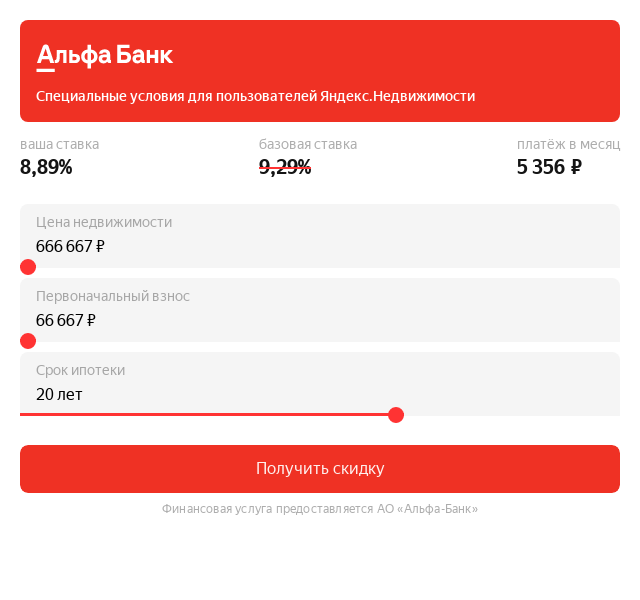 Альфа Банк
Специальные условия для пользователей Яндекс.Недвижимости
ваша ставка
8,89%
базовая ставка
9,29%
платёж в месяц
5 356 ₽
Цена недвижимости
666 667 ₽
Первоначальный взнос
66 667 ₽
Срок ипотеки
20 лет
Получить скидку
Финансовая услуга предоставляется АО «Альфа-Банк»